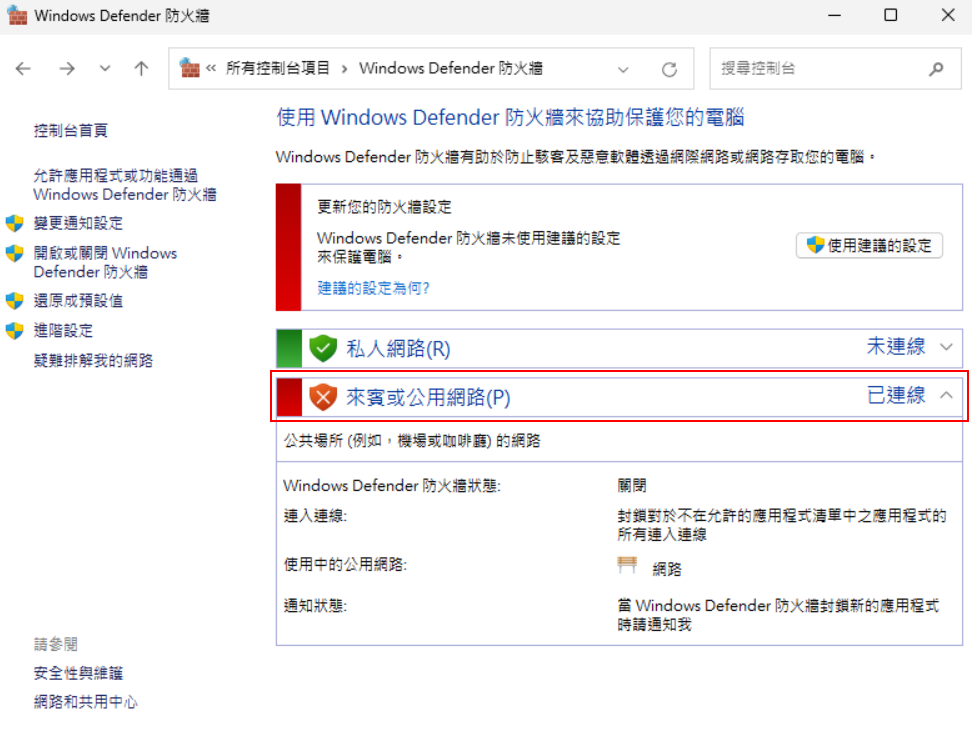 Windows Defender 防火牆
« 所有控制台項目 › Windows Defender 防火牆
搜尋控制台
控制台首頁
允許應用程式或功能通過
Windows Defender 防火牆
變更通知設定
開啟或關閉 Windows
Defender 防火牆
還原成預設值
進階設定
疑難排解我的網路
使用 Windows Defender 防火牆來協助保護您的電腦
Windows Defender 防火牆有助於防止駭客及惡意軟體透過網際網路或網路存取您的電腦。
更新您的防火牆設定
Windows Defender 防火牆未使用建議的設定
來保護電腦。
使用建議的設定
建議的設定為何?
私人網路(R) 未連線
來賓或公用網路(P) 已連線
公共場所 (例如，機場或咖啡廳) 的網路
Windows Defender 防火牆狀態: 關閉
連入連線: 封鎖對於不在允許的應用程式清單中之應用程式的
所有連入連線
使用中的公用網路: 網路
通知狀態: 當 Windows Defender 防火牆封鎖新的應用程式
時請通知我
請參閱
安全性與維護
網路和共用中心